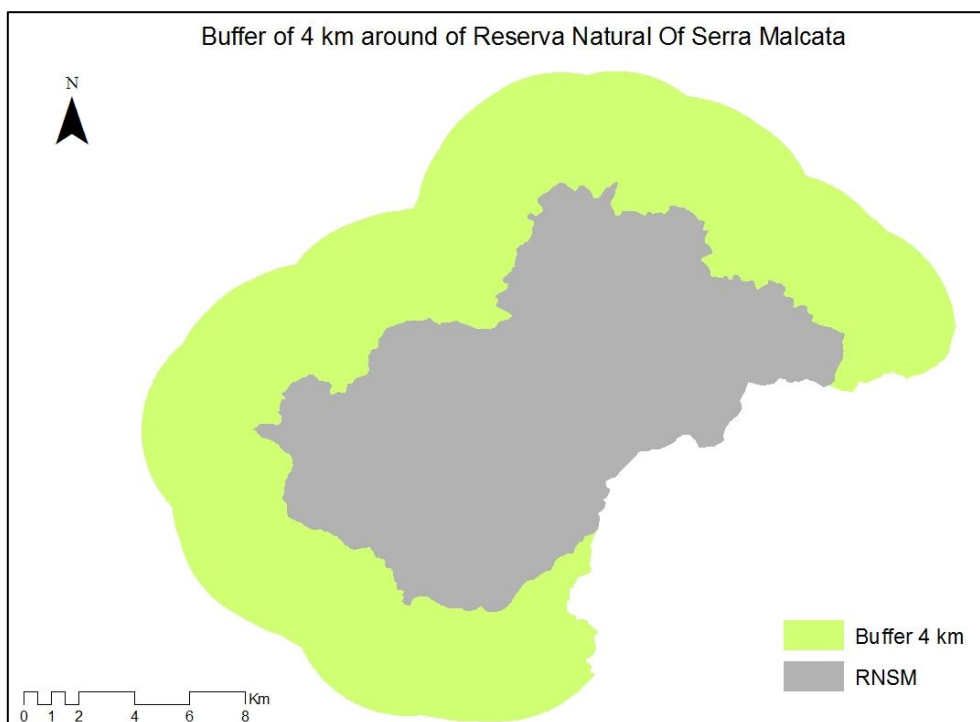 Buffer of 4 km around of Reserva Natural Of Serra Malcata
N
Buffer 4 km
RNSM
Km
0 1 2 4 6 8